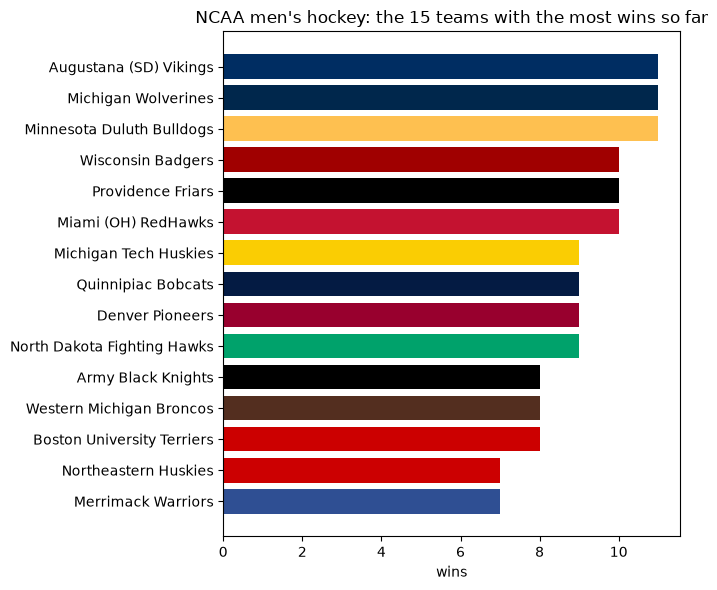 NCAA men's hockey: the 15 teams with the most wins so far
Augustana (SD) Vikings
Michigan Wolverines
Minnesota Duluth Bulldogs
Wisconsin Badgers
Providence Friars
Miami (OH) RedHawks
Michigan Tech Huskies
Quinnipiac Bobcats
Denver Pioneers
North Dakota Fighting Hawks
Army Black Knights
Western Michigan Broncos
Boston University Terriers
Northeastern Huskies
Merrimack Warriors
0 2 4 6 8 10
wins